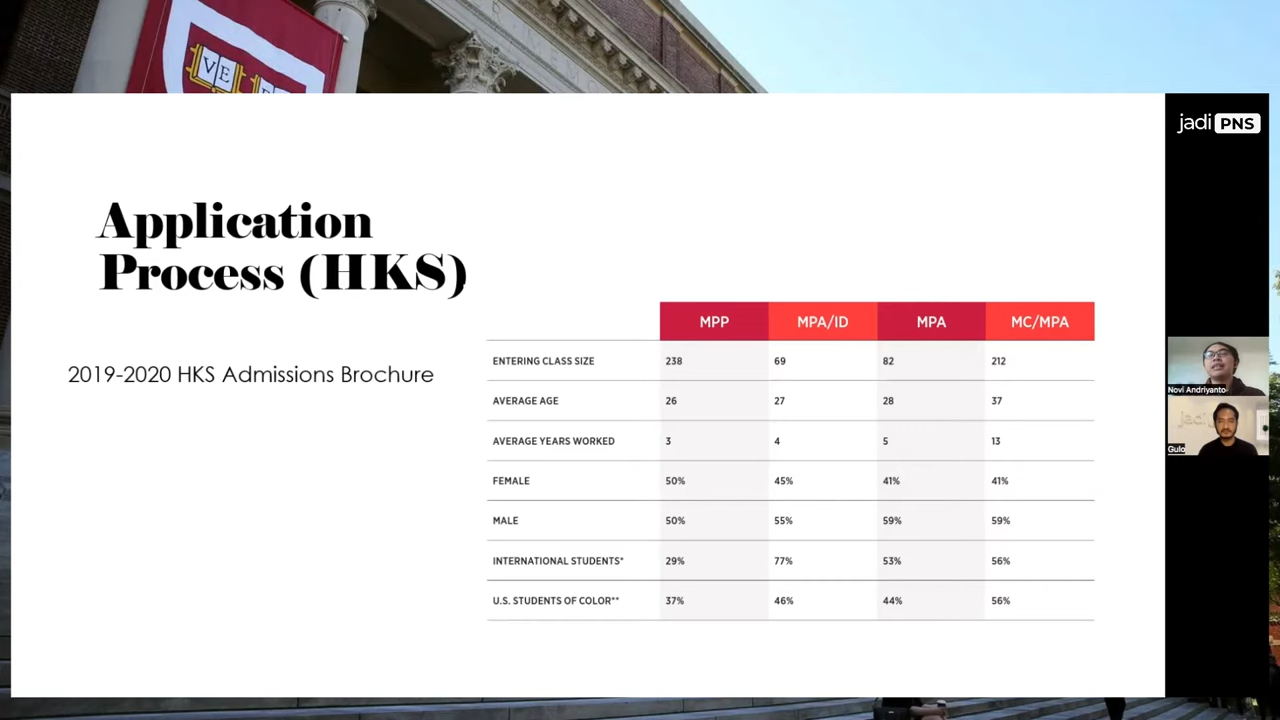 VE
jadi PNS
Application
Process (HKS)
2019-2020 HKS Admissions Brochure
MPP MPA/ID MPA MC/MPA
ENTERING CLASS SIZE 238 69 82 212
AVERAGE AGE 26 27 28 37
AVERAGE YEARS WORKED 3 4 5 13
FEMALE 50% 45% 41% 41%
MALE 50% 55% 59% 59%
INTERNATIONAL STUDENTS* 29% 77% 53% 56%
U.S. STUDENTS OF COLOR** 37% 46% 44% 56%
Novi Andriyanto
Gulo